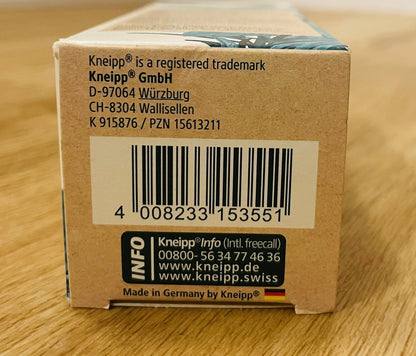 Kneipp® is a registered trademark
Kneipp® GmbH
D-97064 Würzburg
CH-8304 Wallisellen
K 915876 / PZN 15613211
4 008233 153551
INFO
Kneipp®Info (Intl. freecall)
00800- 56 34 77 46 36
www.kneipp.de
www.kneipp.swiss
Made in Germany by Kneipp®